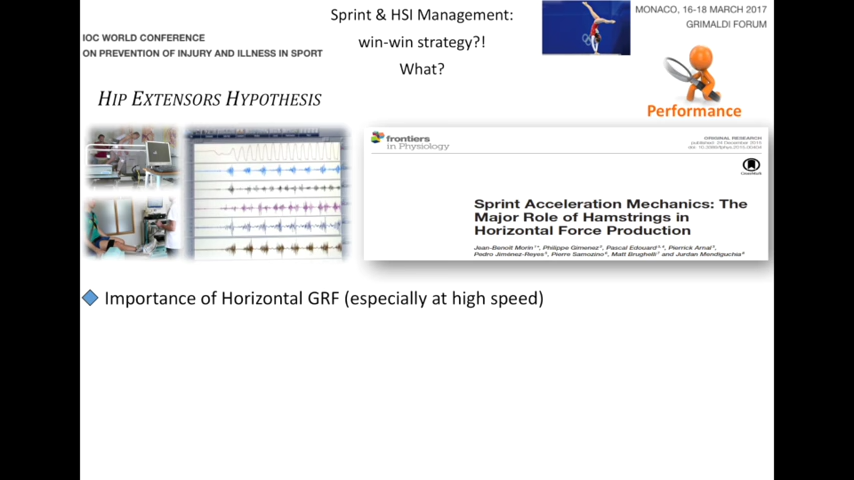 Sprint & HSI Management:
win-win strategy?!
What?
IOC WORLD CONFERENCE
ON PREVENTION OF INJURY AND ILLNESS IN SPORT
MONACO, 16-18 MARCH 2017
GRIMALDI FORUM
Performance
HIP EXTENSORS HYPOTHESIS
frontiers
in Physiology
ORIGINAL RESEARCH
Sprint Acceleration Mechanics: The
Major Role of Hamstrings in
Horizontal Force Production
Jean-Benoît Morin, Philippe Gimenez, Pascal Edouard, Pierrick Arnal,
Pedro Jiménez-Reyes, Pierre Samozino, Matt Brughelli and Jurdan Mendiguchia
Importance of Horizontal GRF (especially at high speed)